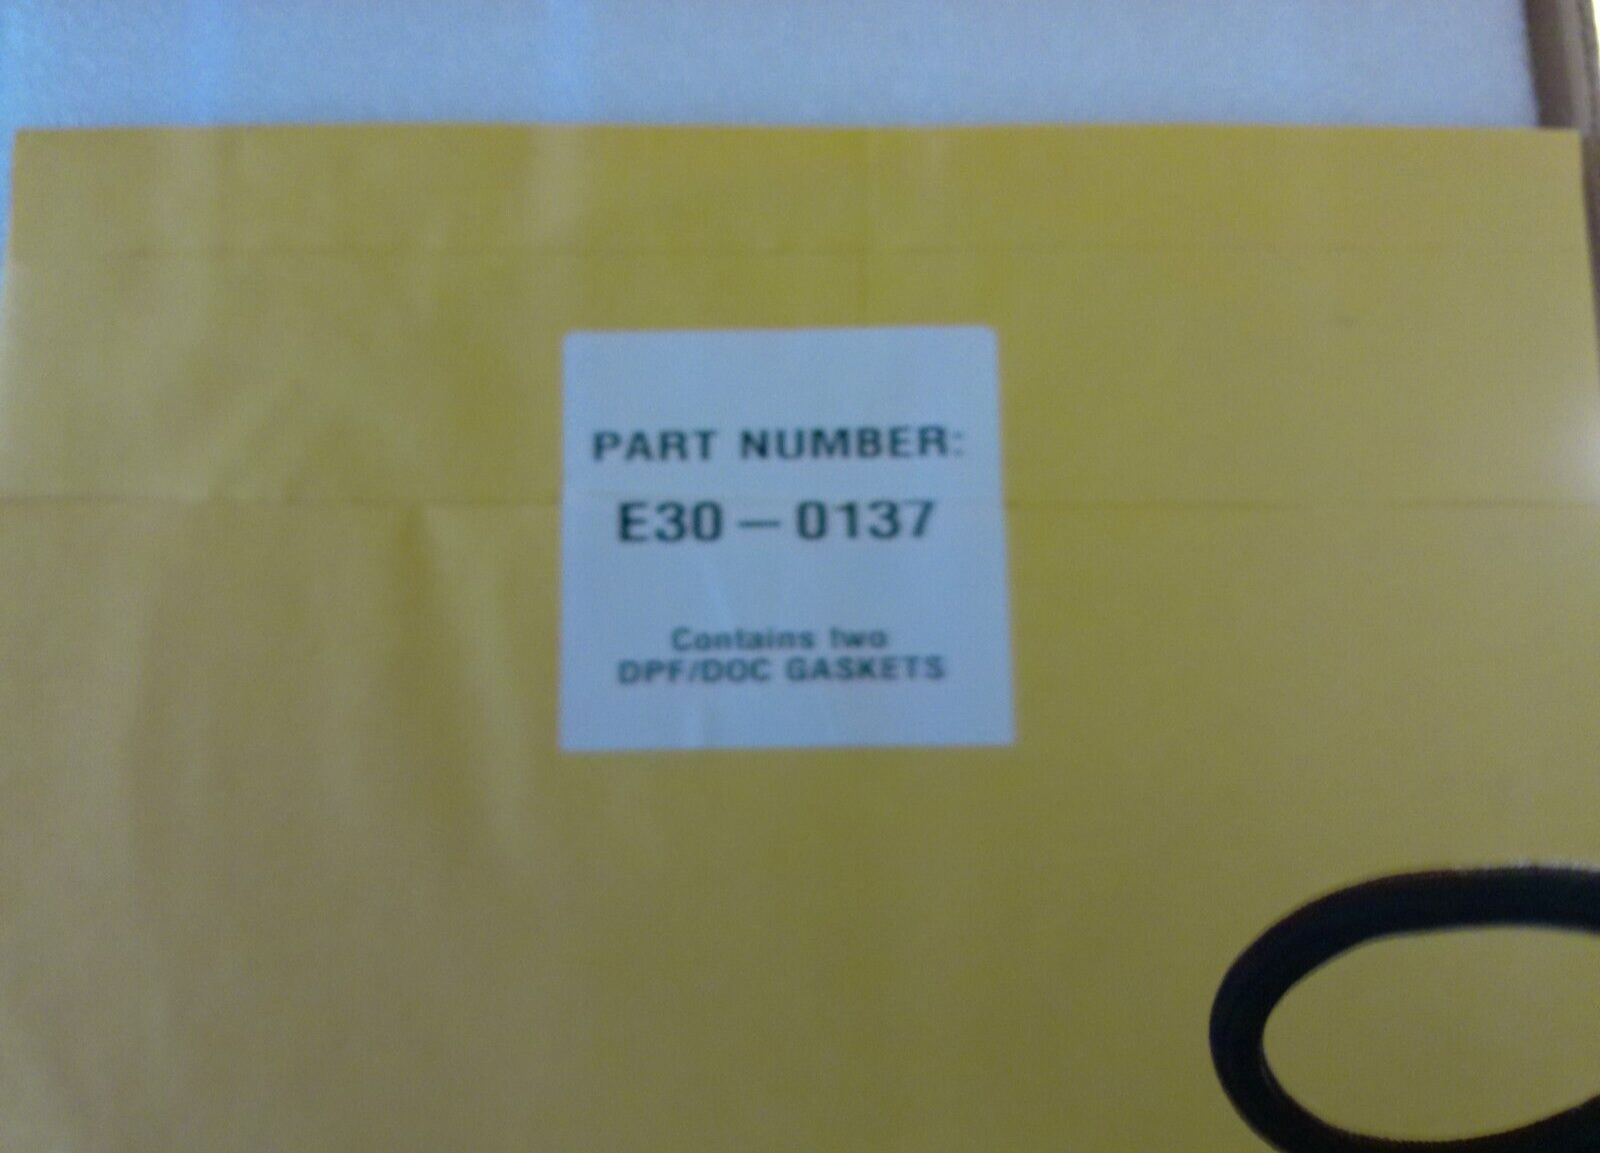 PART NUMBER:
E30-0137
Contains two
DPF/DOC GASKETS